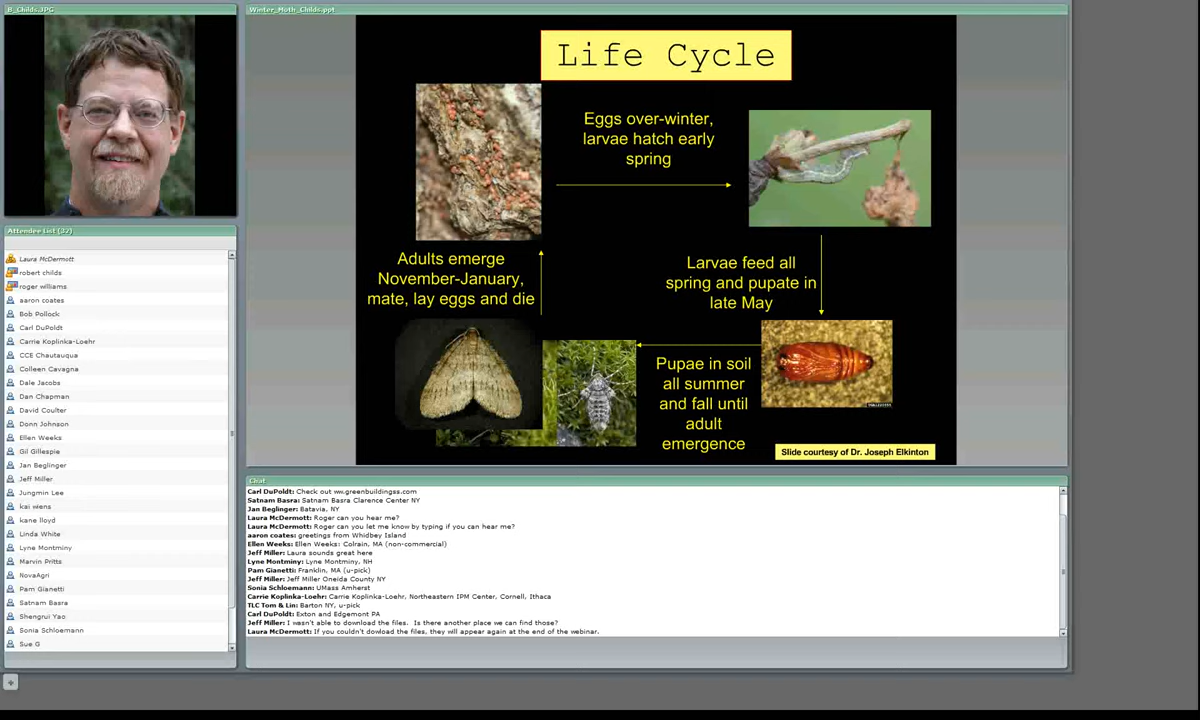 B_Childs.JPG
Winter_Moth_Childs.ppt
Life Cycle
Eggs over-winter,
larvae hatch early
spring
Larvae feed all
spring and pupate in
late May
Pupae in soil
all summer
and fall until
adult
emergence
Adults emerge
November-January,
mate, lay eggs and die
Slide courtesy of Dr. Joseph Elkinton
Attendee List (32)
Laura McDermott
robert childs
roger williams
aaron coates
Bob Pollock
Carl DuPoldt
Carrie Koplinka-Loehr
CCE Chautauqua
Colleen Cavagna
Dale Jacobs
Dan Chapman
David Coulter
Donn Johnson
Ellen Weeks
Gil Gillespie
Jan Beglinger
Jeff Miller
Jungmin Lee
kai wiens
kane lloyd
Linda White
Lyne Montminy
Marvin Pritts
NovaAgri
Pam Gianetti
Satnam Basra
Shengrui Yao
Sonia Schloemann
Sue G
Chat
Carl DuPoldt: Check out ww.greenbuildingss.com
Satnam Basra: Satnam Basra Clarence Center NY
Jan Beglinger: Batavia, NY
Laura McDermott: Roger can you hear me?
Laura McDermott: Roger can you let me know by typing if you can hear me?
aaron coates: greetings from Whidbey Island
Ellen Weeks: Ellen Weeks: Colrain, MA (non-commercial)
Jeff Miller: Laura sounds great here
Lyne Montminy: Lyne Montminy, NH
Pam Gianetti: Franklin, MA (u-pick)
Jeff Miller: Jeff Miller Oneida County NY
Sonia Schloemann: UMass Amherst
Carrie Koplinka-Loehr: Carrie Koplinka-Loehr, Northeastern IPM Center, Cornell, Ithaca
TLC Tom & Lin: Barton NY, u-pick
Carl DuPoldt: Exton and Edgemont PA
Jeff Miller: I wasn't able to download the files. Is there another place we can find those?
Laura McDermott: If you couldn't dowload the files, they will appear again at the end of the webinar.